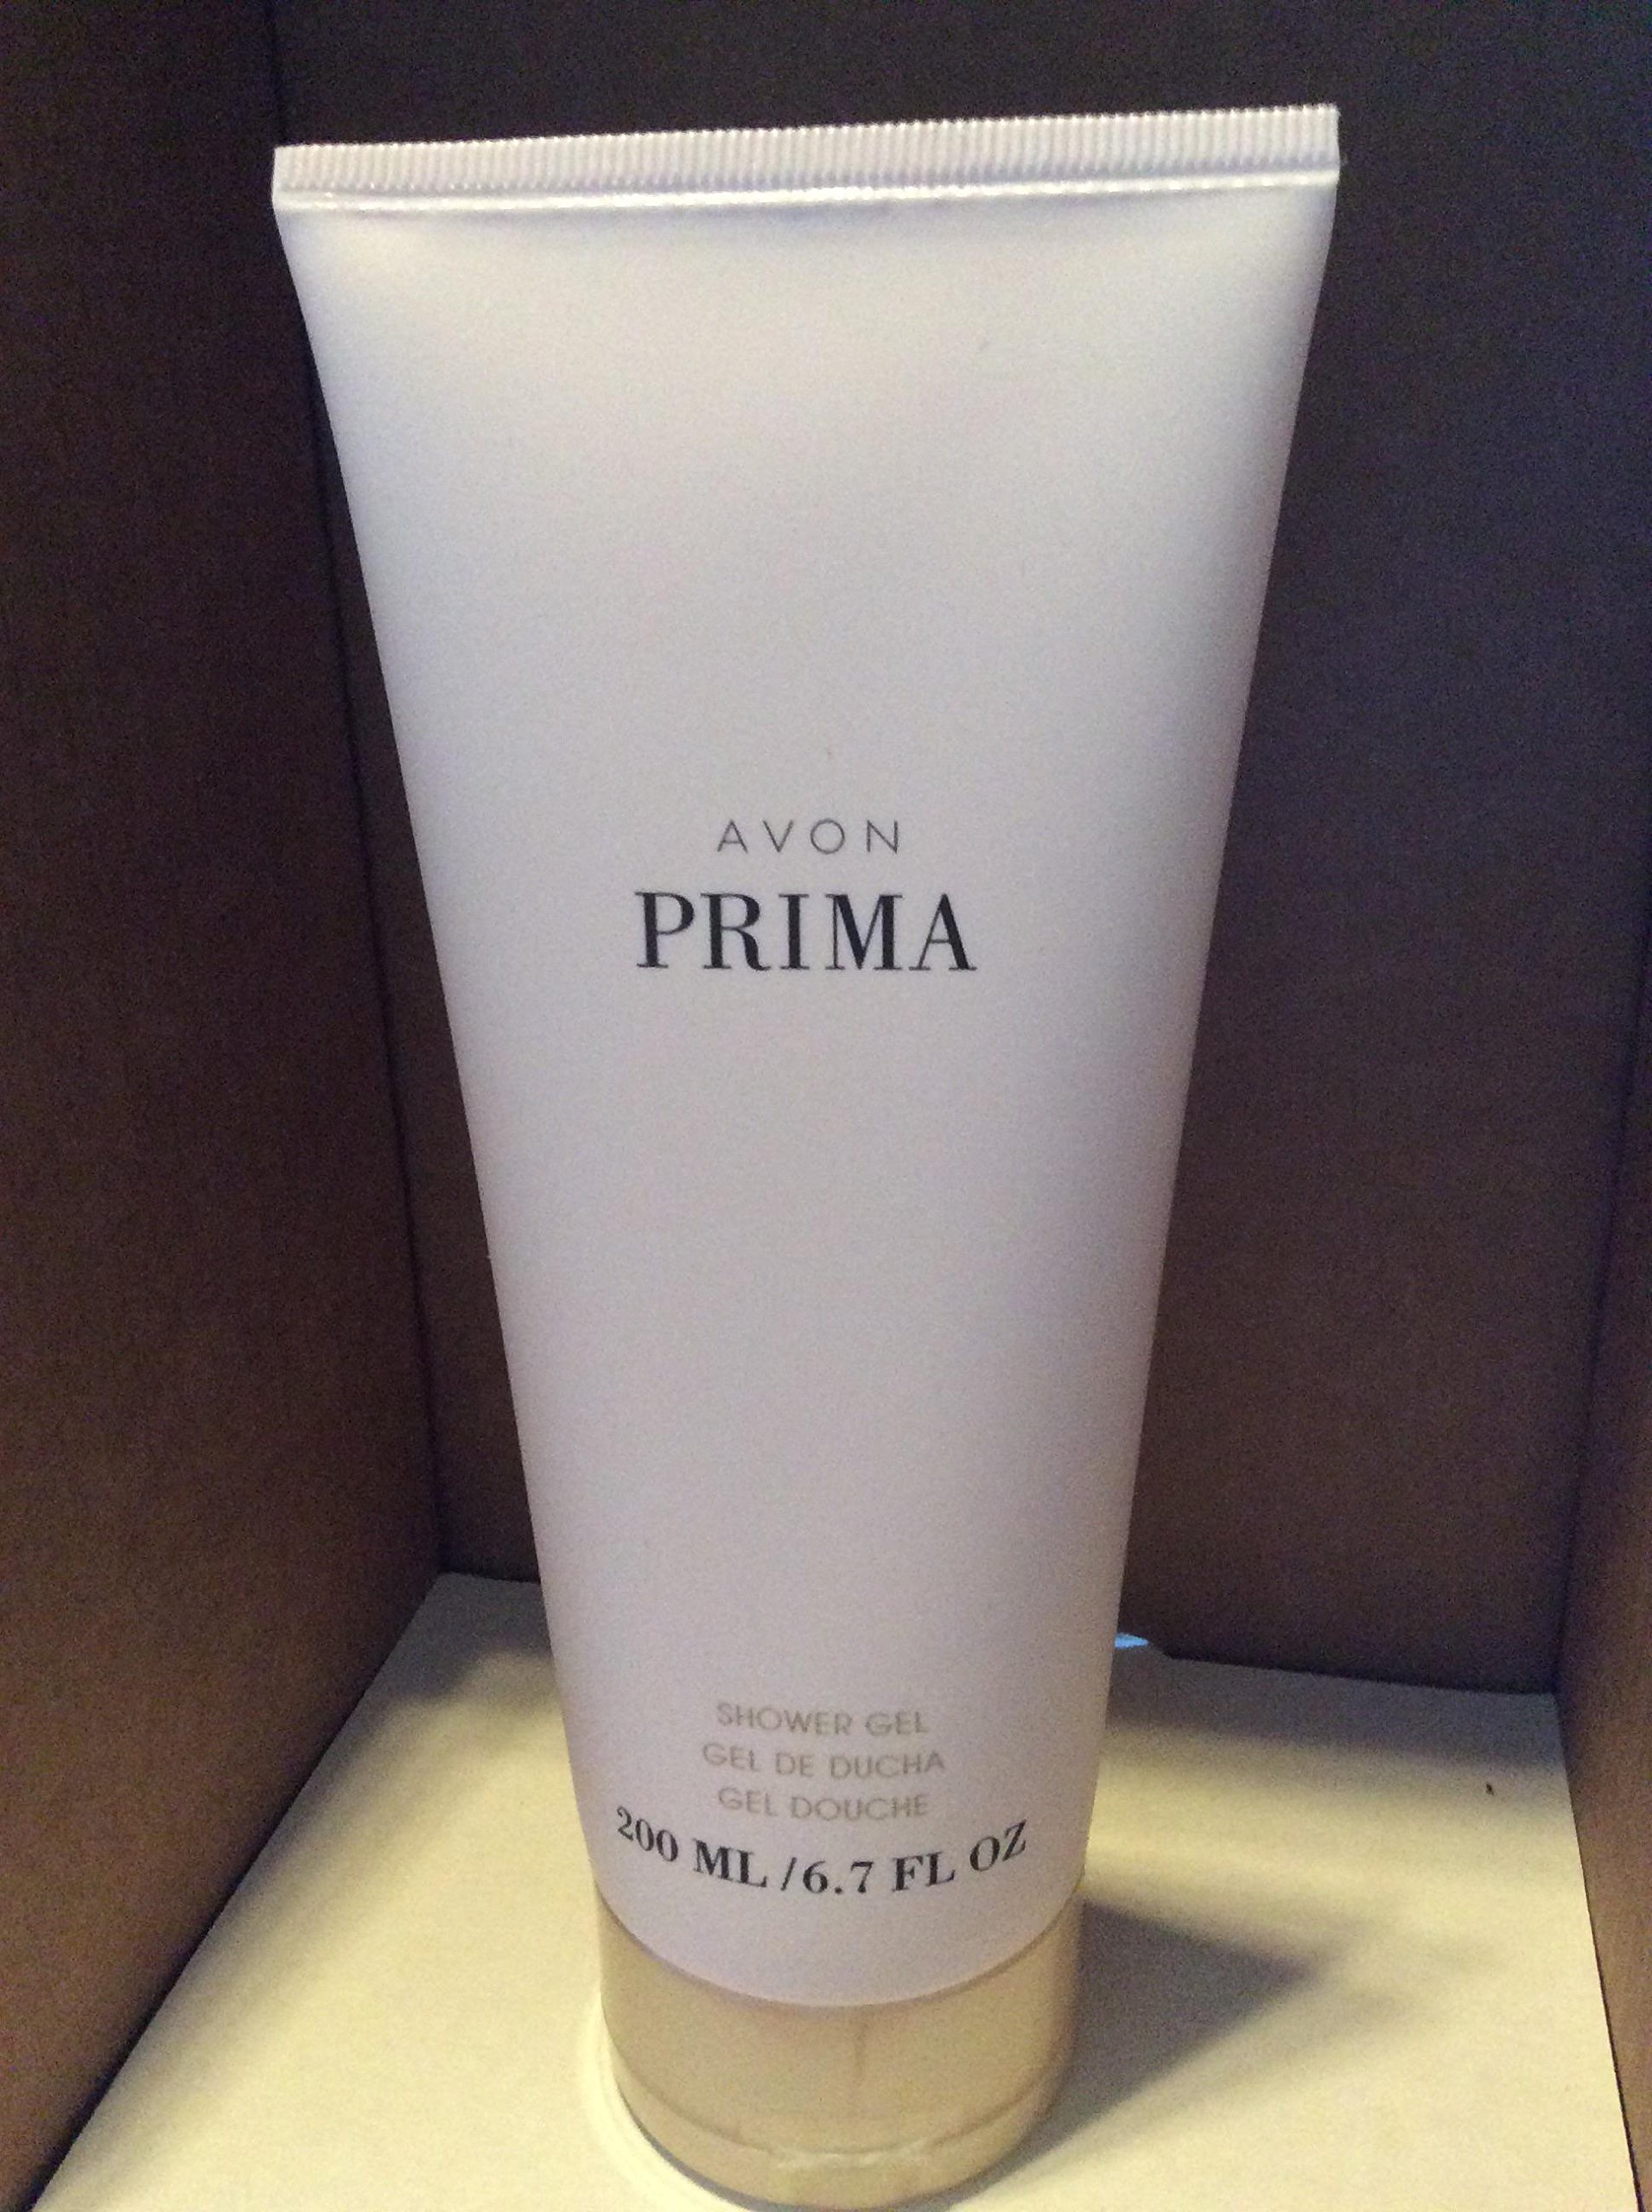 AVON
PRIMA
SHOWER GEL
GEL DE DUCHA
GEL DOUCHE
200 ML / 6.7 FL OZ